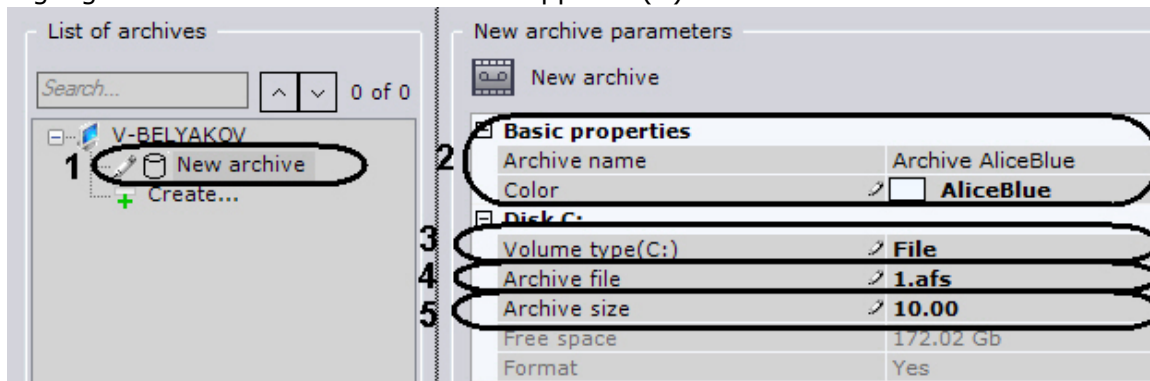 List of archives
Search...
0 of 0
V-BELYAKOV
1
New archive
Create...
New archive parameters
New archive
2
Basic properties
Archive name Archive AliceBlue
Color AliceBlue
Disk C:
3
Volume type(C:) File
4
Archive file 1.afs
5
Archive size 10.00
Free space 172.02 Gb
Format Yes